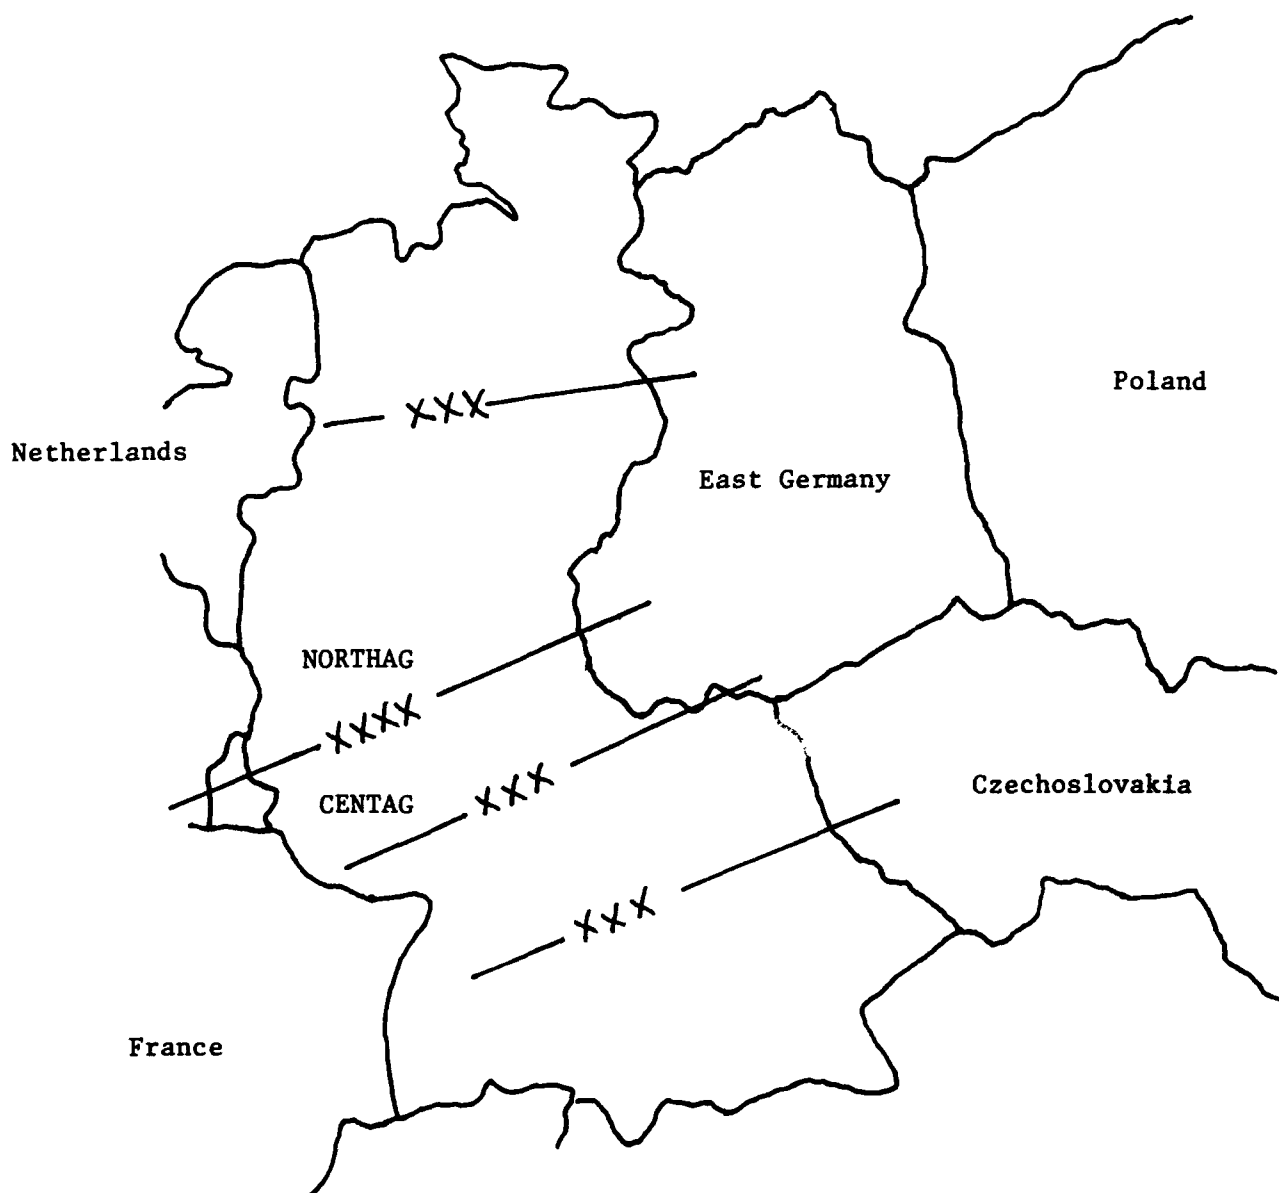 Poland
XXX
Netherlands
East Germany
NORTHAG
XXXX
Czechoslovakia
XXX
CENTAG
XXX
France